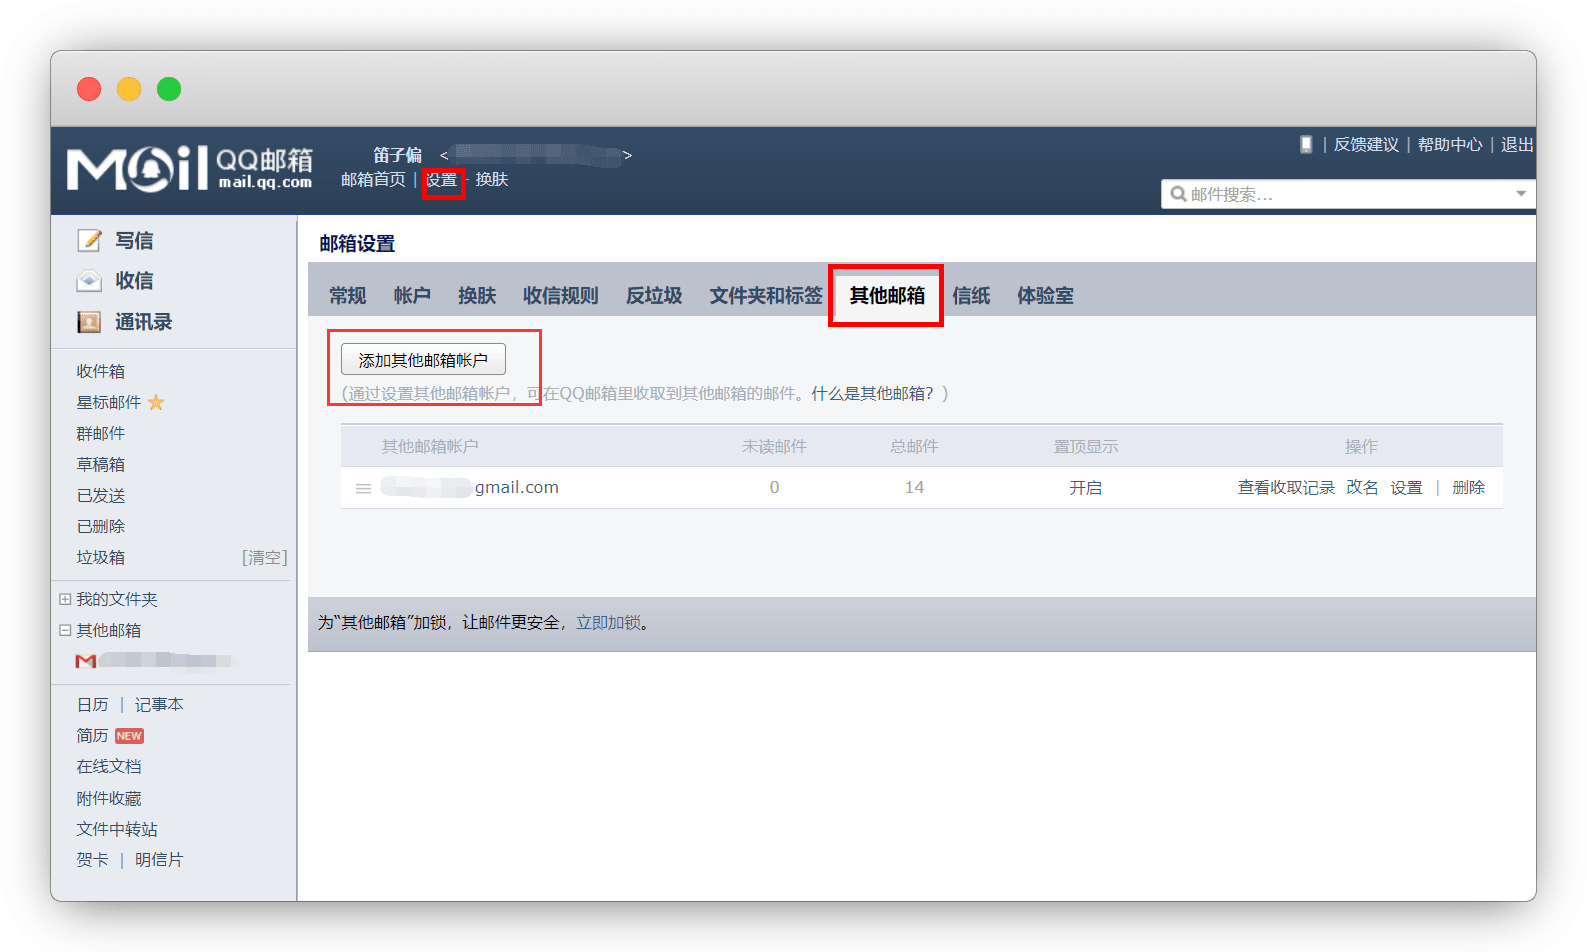 MOil QQ邮箱
mail.qq.com
笛子偏 < >
邮箱首页 | 设置 - 换肤
| 反馈建议 | 帮助中心 | 退出
邮件搜索...
写信
收信
通讯录
收件箱
星标邮件
群邮件
草稿箱
已发送
已删除
垃圾箱 [清空]
我的文件夹
其他邮箱
日历 | 记事本
简历 NEW
在线文档
附件收藏
文件中转站
贺卡 | 明信片
邮箱设置
常规 帐户 换肤 收信规则 反垃圾 文件夹和标签 其他邮箱 信纸 体验室
添加其他邮箱帐户
(通过设置其他邮箱帐户，可在QQ邮箱里收取到其他邮箱的邮件。什么是其他邮箱？)
其他邮箱帐户 未读邮件 总邮件 置顶显示 操作
gmail.com 0 14 开启 查看收取记录 改名 设置 | 删除
为“其他邮箱”加锁，让邮件更安全，立即加锁。